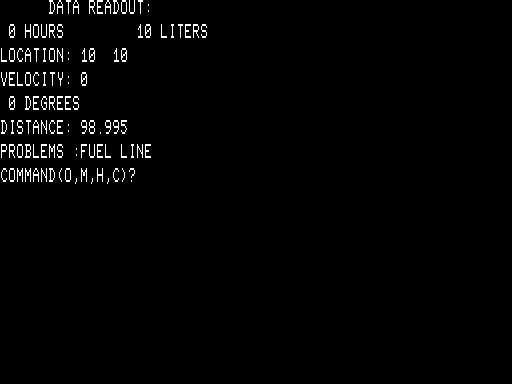 DATA READOUT:
0 HOURS 10 LITERS
LOCATION: 10 10
VELOCITY: 0
0 DEGREES
DISTANCE: 98.995
PROBLEMS :FUEL LINE
COMMAND(O,M,H,C)?